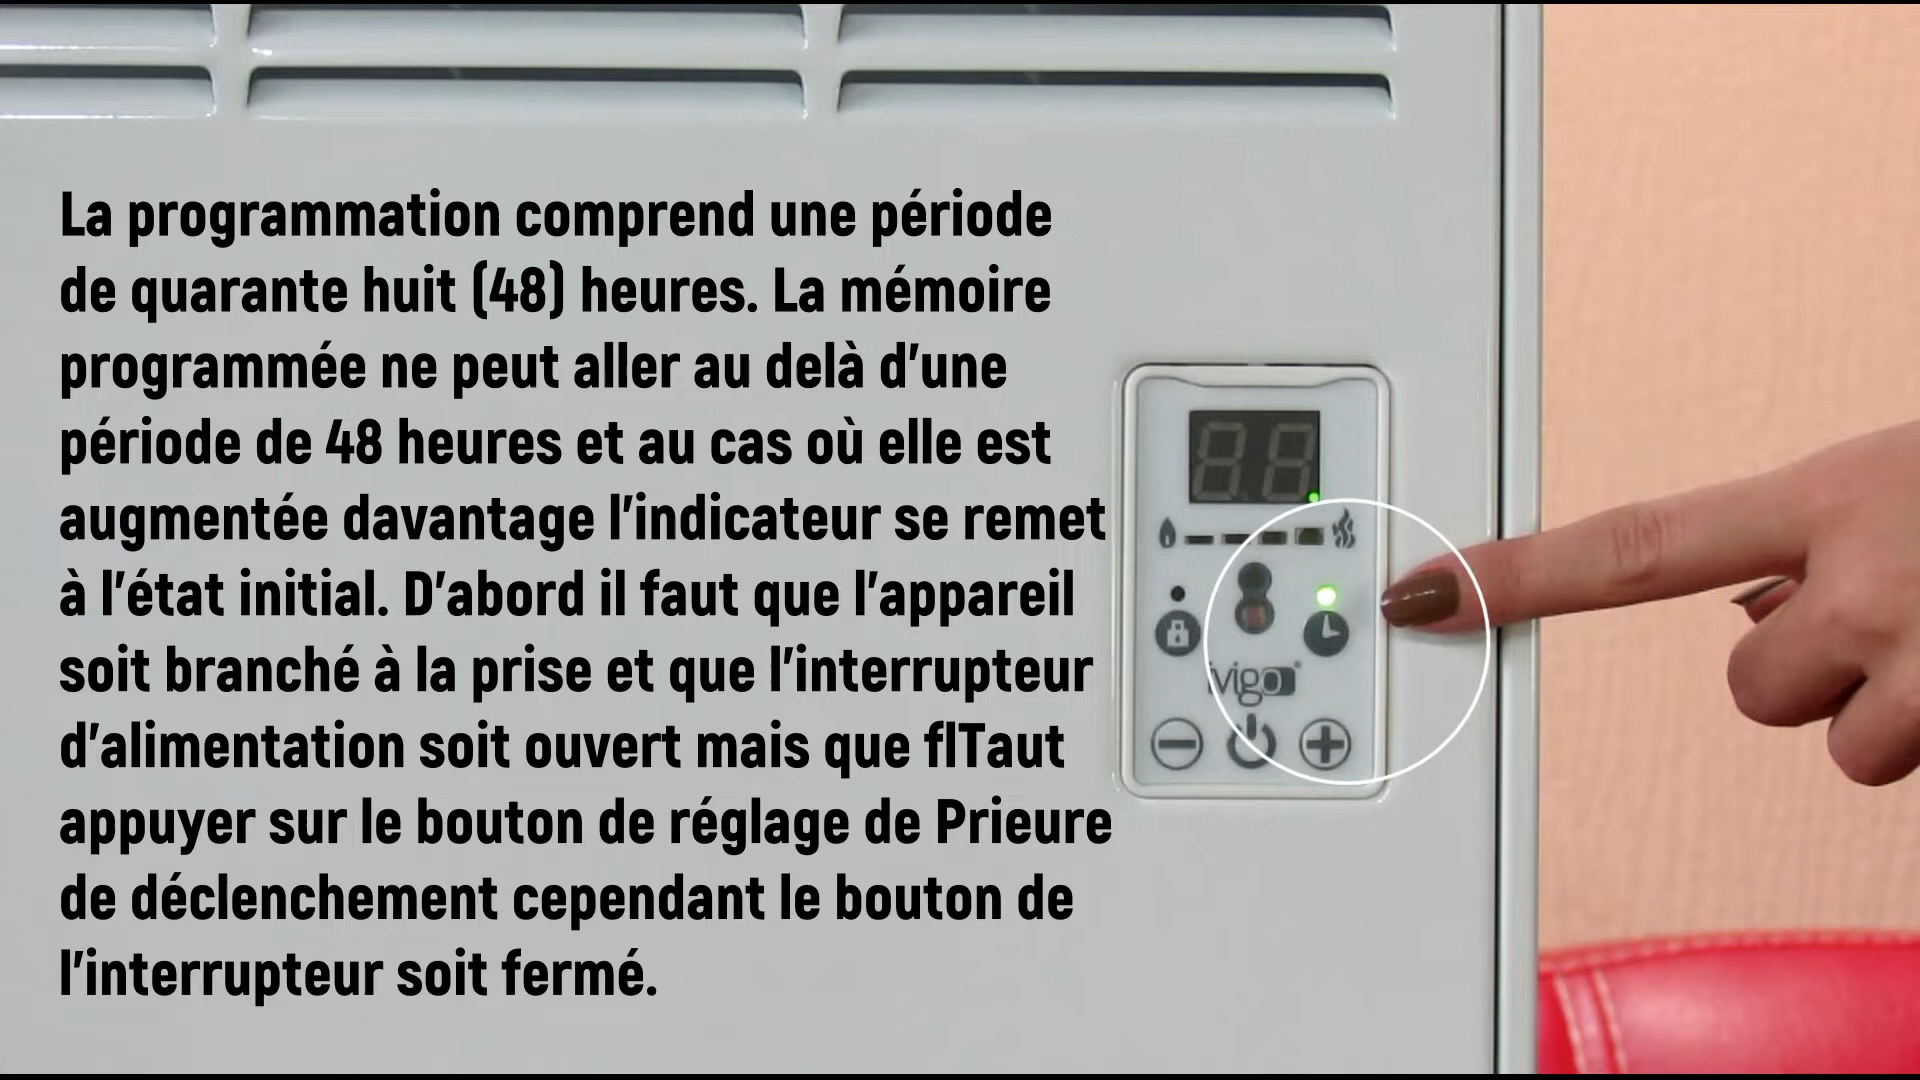 La programmation comprend une période
de quarante huit (48) heures. La mémoire
programmée ne peut aller au delà d’une
période de 48 heures et au cas où elle est
augmentée davantage l’indicateur se remet
à l’état initial. D’abord il faut que l’appareil
soit branché à la prise et que l’interrupteur
d’alimentation soit ouvert mais que flTaut
appuyer sur le bouton de réglage de Prieure
de déclenchement cependant le bouton de
l’interrupteur soit fermé.
88
ivigo